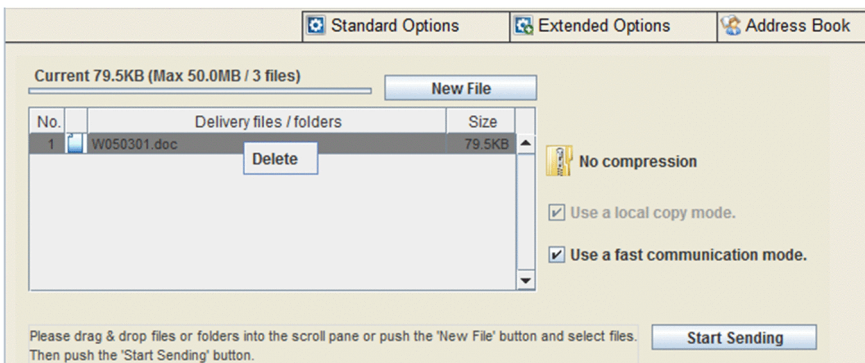 Standard Options Extended Options Address Book
Current 79.5KB (Max 50.0MB / 3 files)
New File
No. Delivery files / folders Size
1 W050301.doc 79.5KB
Delete
No compression
Use a local copy mode.
Use a fast communication mode.
Please drag & drop files or folders into the scroll pane or push the 'New File' button and select files.
Then push the 'Start Sending' button.
Start Sending